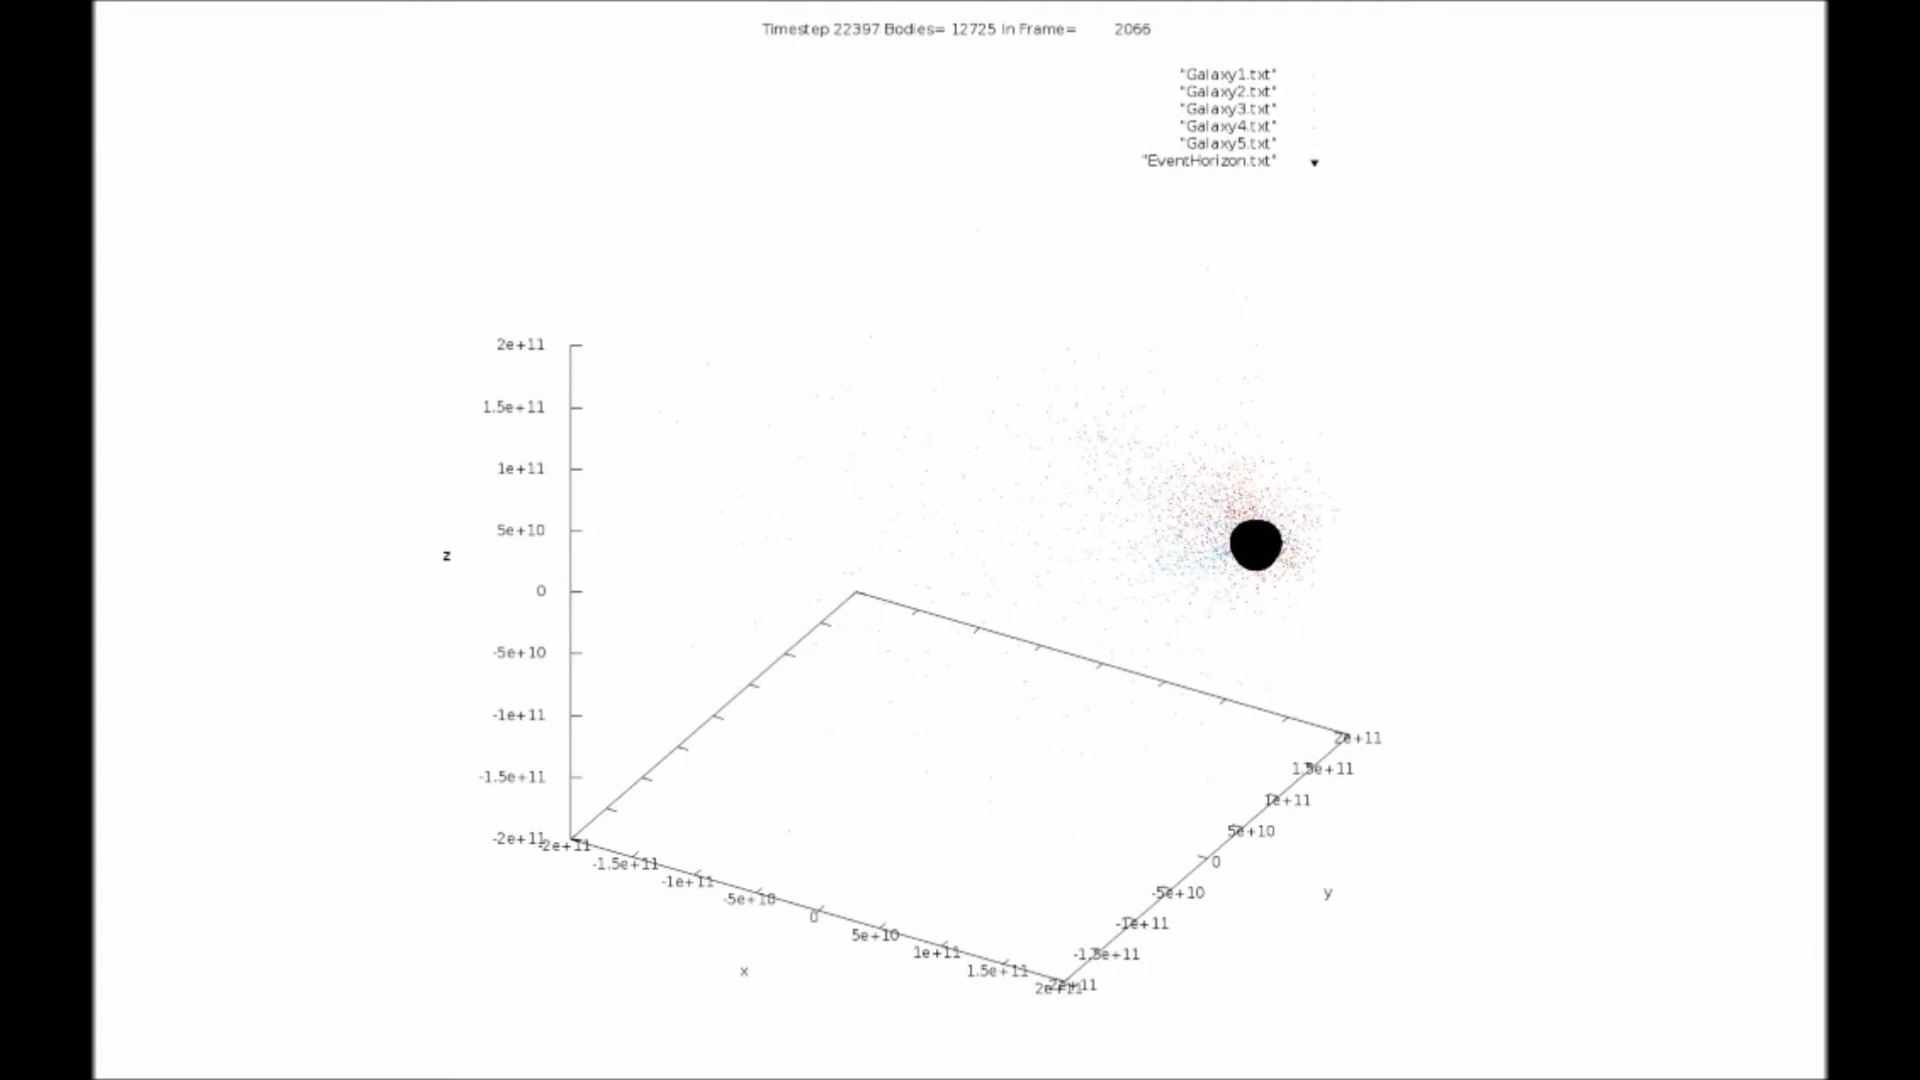 Timestep 22397 Bodies= 12725 In Frame= 2066
"Galaxy1.txt"
"Galaxy2.txt"
"Galaxy3.txt"
"Galaxy4.txt"
"Galaxy5.txt"
"EventHorizon.txt"
2e+11
1.5e+11
1e+11
5e+10
z
0
-5e+10
-1e+11
-1.5e+11
-2e+11
-2e+11
-1.5e+11
-1e+11
-5e+10
0
5e+10
1e+11
1.5e+11
2e+11
x
2e+11
1.5e+11
1e+11
5e+10
0
-5e+10
-1e+11
-1.5e+11
-2e+11
y